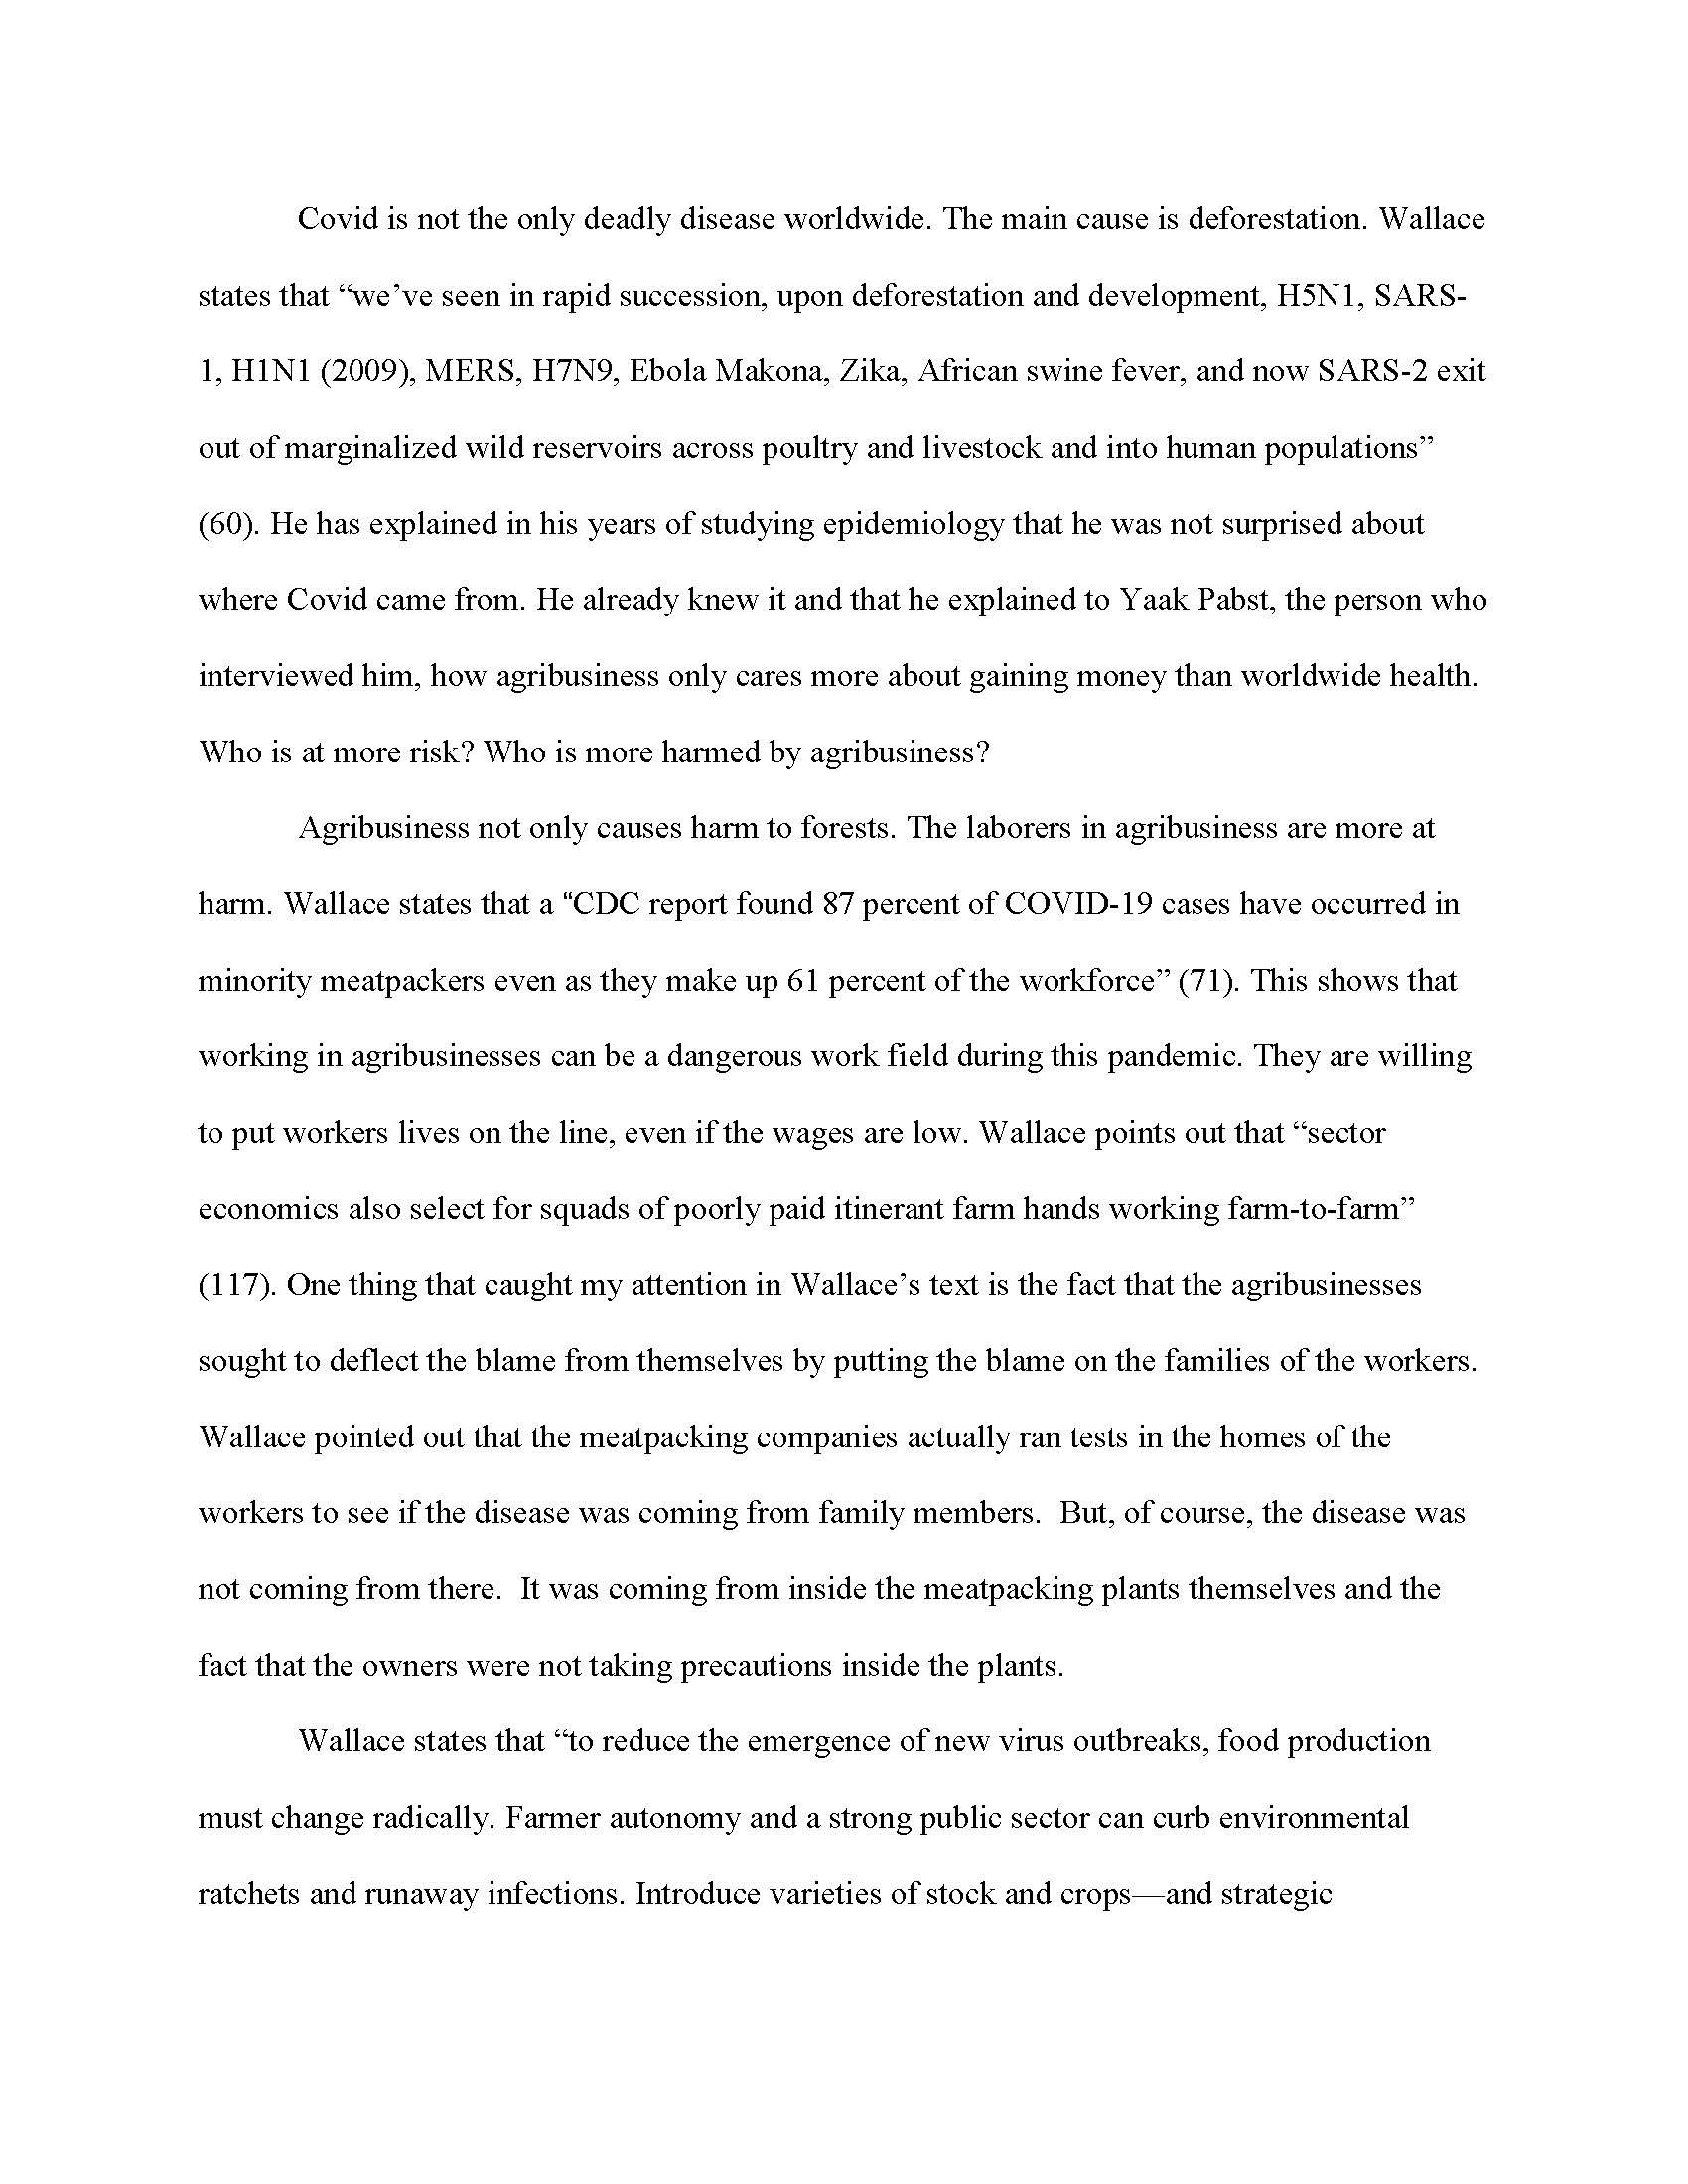 Covid is not the only deadly disease worldwide. The main cause is deforestation. Wallace
states that “we’ve seen in rapid succession, upon deforestation and development, H5N1, SARS-
1, H1N1 (2009), MERS, H7N9, Ebola Makona, Zika, African swine fever, and now SARS-2 exit
out of marginalized wild reservoirs across poultry and livestock and into human populations”
(60). He has explained in his years of studying epidemiology that he was not surprised about
where Covid came from. He already knew it and that he explained to Yaak Pabst, the person who
interviewed him, how agribusiness only cares more about gaining money than worldwide health.
Who is at more risk? Who is more harmed by agribusiness?
Agribusiness not only causes harm to forests. The laborers in agribusiness are more at
harm. Wallace states that a “CDC report found 87 percent of COVID-19 cases have occurred in
minority meatpackers even as they make up 61 percent of the workforce” (71). This shows that
working in agribusinesses can be a dangerous work field during this pandemic. They are willing
to put workers lives on the line, even if the wages are low. Wallace points out that “sector
economics also select for squads of poorly paid itinerant farm hands working farm-to-farm”
(117). One thing that caught my attention in Wallace’s text is the fact that the agribusinesses
sought to deflect the blame from themselves by putting the blame on the families of the workers.
Wallace pointed out that the meatpacking companies actually ran tests in the homes of the
workers to see if the disease was coming from family members.  But, of course, the disease was
not coming from there.  It was coming from inside the meatpacking plants themselves and the
fact that the owners were not taking precautions inside the plants.
Wallace states that “to reduce the emergence of new virus outbreaks, food production
must change radically. Farmer autonomy and a strong public sector can curb environmental
ratchets and runaway infections. Introduce varieties of stock and crops—and strategic